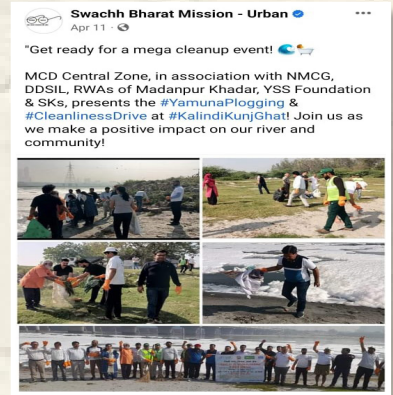 Swachh Bharat Mission - Urban
Apr 11 ·
"Get ready for a mega cleanup event! 🌊🛒
MCD Central Zone, in association with NMCG,
DDSIL, RWAs of Madanpur Khadar, YSS Foundation
& SKs, presents the #YamunaPlogging &
#CleanlinessDrive at #KalindiKunjGhat! Join us as
we make a positive impact on our river and
community!